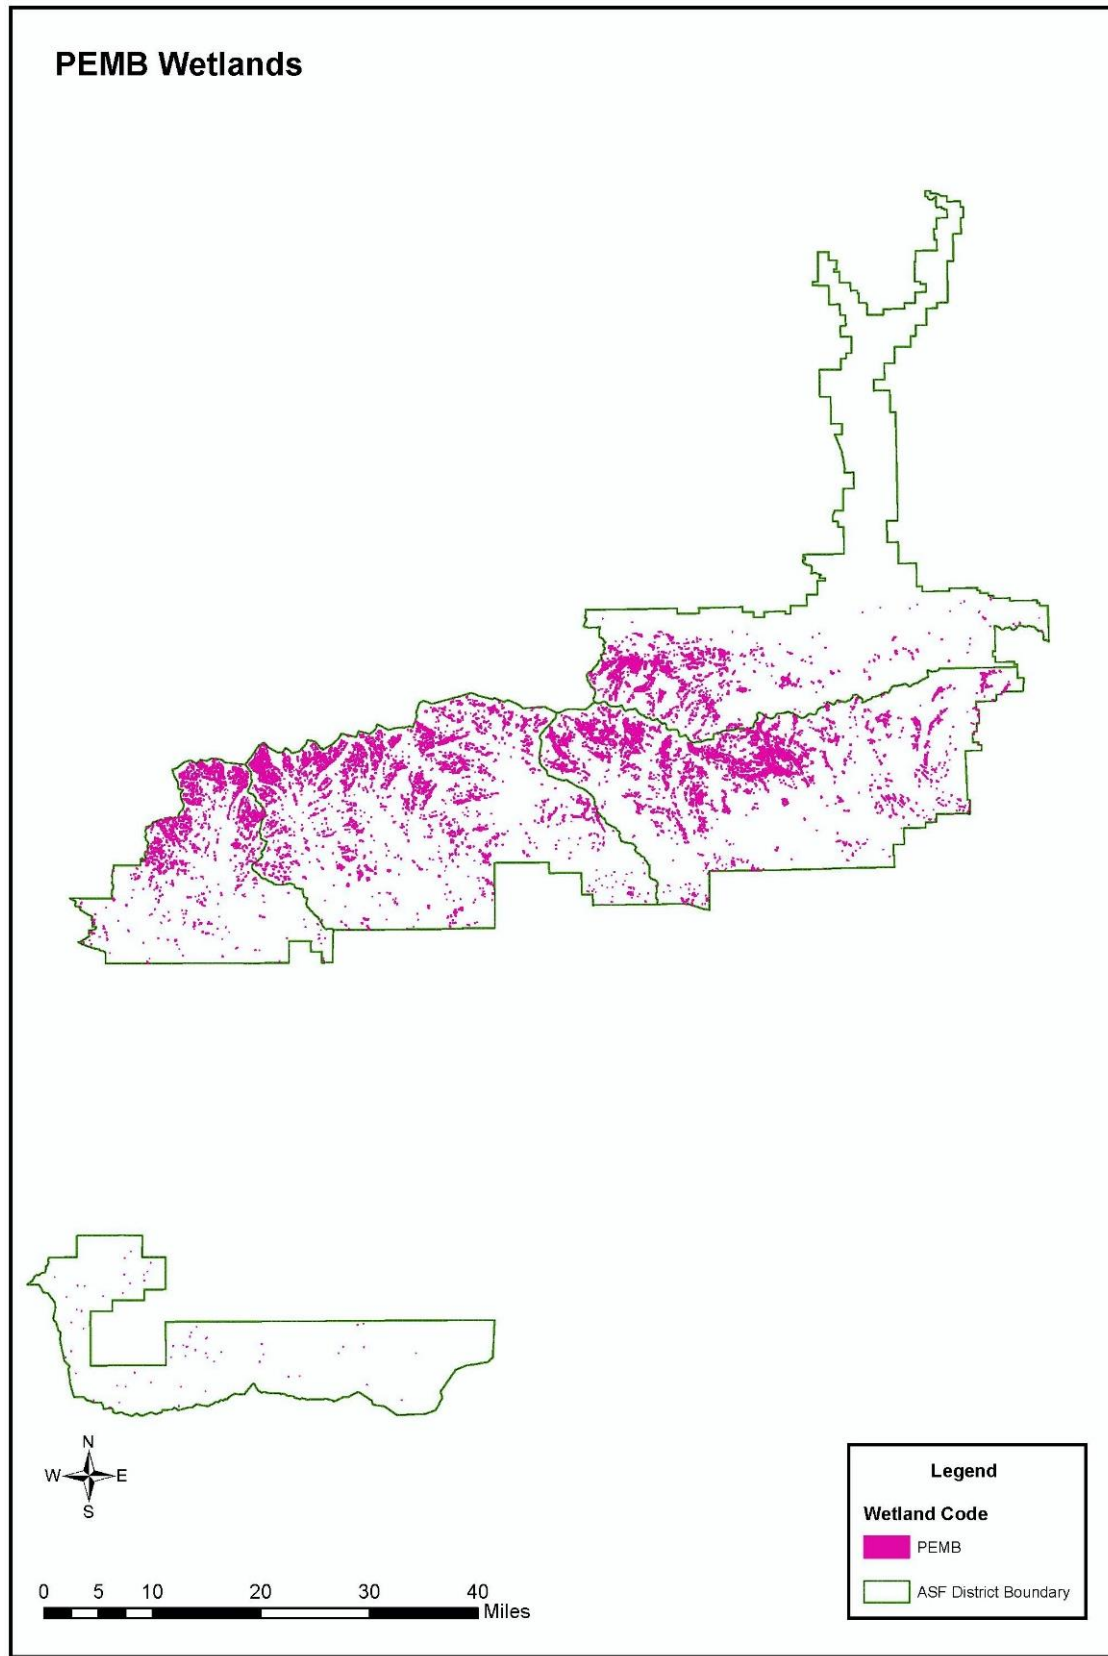 PEMB Wetlands
N
W E
S
0 5 10 20 30 40
Miles
Legend
Wetland Code
PEMB
ASF District Boundary